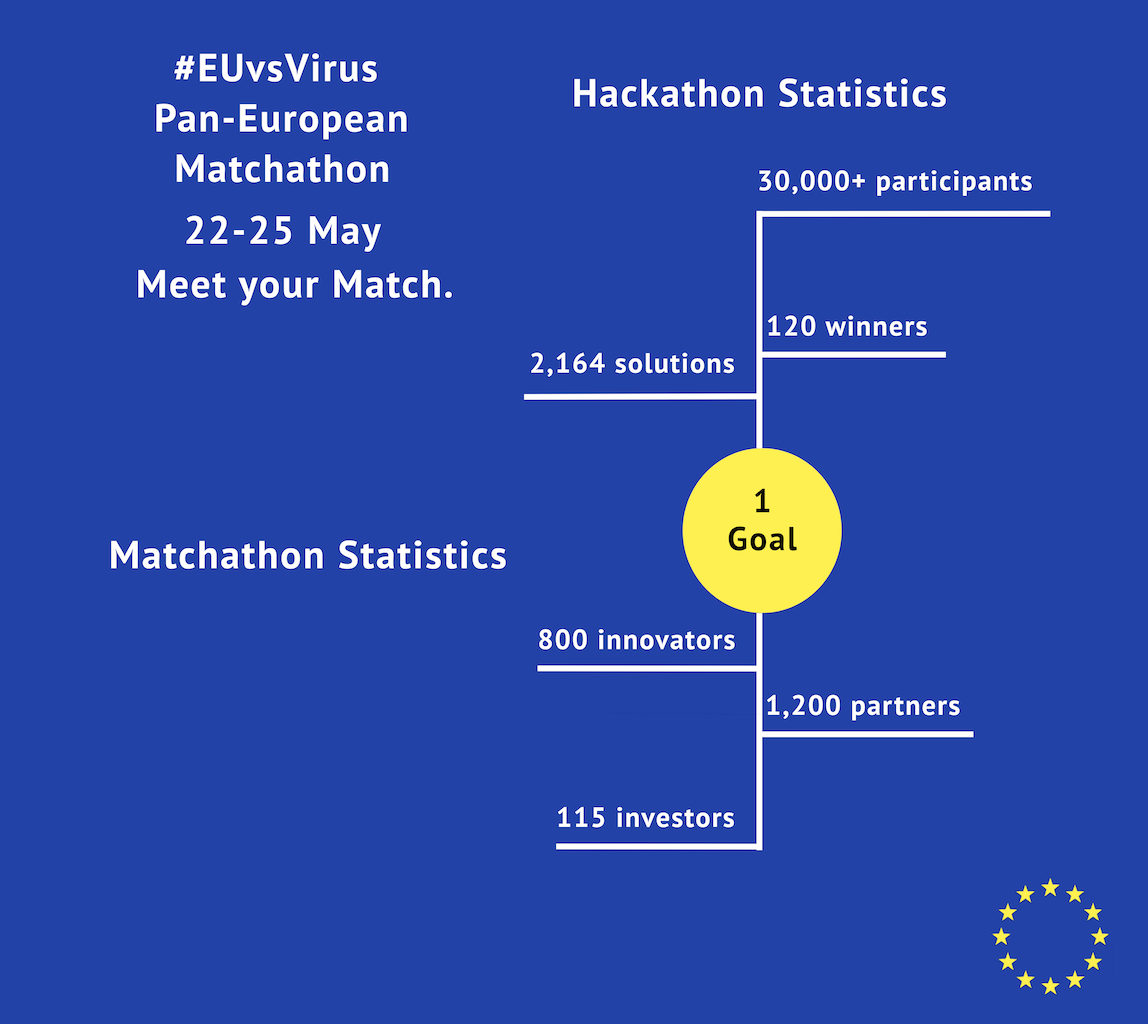 #EUvsVirus
Pan-European
Matchathon
22-25 May
Meet your Match.
Hackathon Statistics
30,000+ participants
120 winners
2,164 solutions
1
Goal
Matchathon Statistics
800 innovators
1,200 partners
115 investors